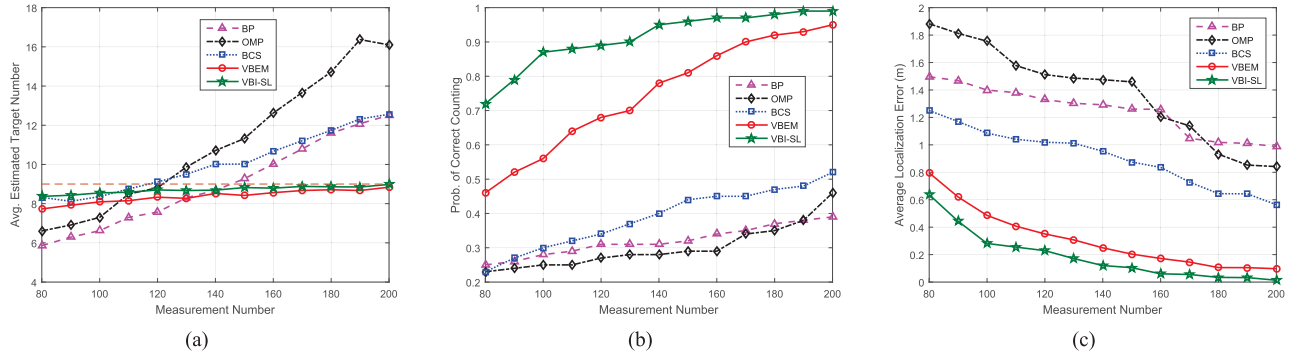 18
16
14
12
10
8
6
4
80
100
120
140
160
180
200
Avg. Estimated Target Number
Measurement Number
BP
OMP
BCS
VBEM
VBI-SL
(a)
1
0.9
0.8
0.7
0.6
0.5
0.4
0.3
0.2
80
100
120
140
160
180
200
Prob. of Correct Counting
Measurement Number
BP
OMP
BCS
VBEM
VBI-SL
(b)
2
1.8
1.6
1.4
1.2
1
0.8
0.6
0.4
0.2
0
80
100
120
140
160
180
200
Average Localization Error (m)
Measurement Number
BP
OMP
BCS
VBEM
VBI-SL
(c)